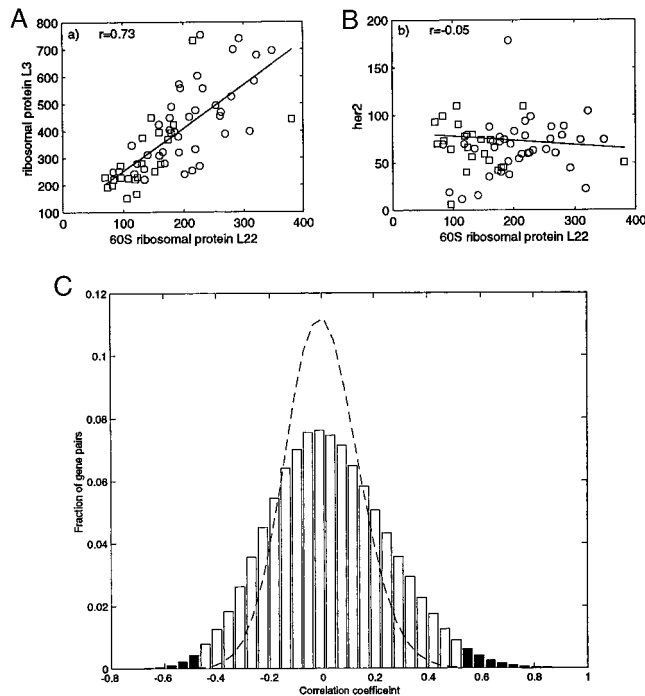 A
a) r=0.73
ribosomal protein L3
800
700
600
500
400
300
200
100
0 100 200 300 400
60S ribosomal protein L22
B
b) r=-0.05
her2
200
150
100
50
0
0 100 200 300 400
60S ribosomal protein L22
C
Fraction of gene pairs
0.12
0.1
0.08
0.06
0.04
0.02
0
-0.8 -0.6 -0.4 -0.2 0 0.2 0.4 0.6 0.8 1
Correlation coefficeint